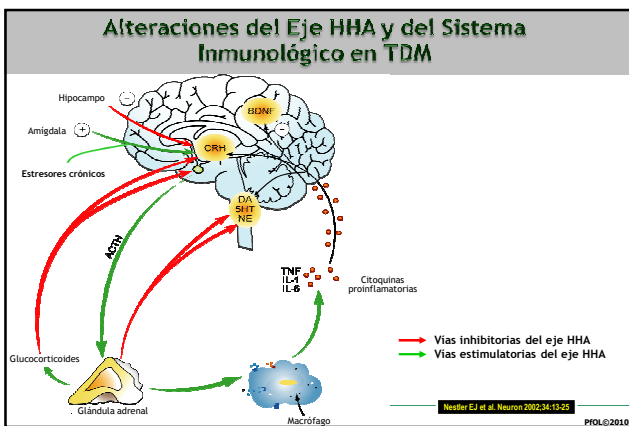 Alteraciones del Eje HHA y del Sistema
Inmunológico en TDM
Hipocampo
−
BDNF
Amígdala
+
−
CRH
Estresores crónicos
DA
5HT
NE
ACTH
TNF
IL-1
IL-6
Citoquinas
proinflamatorias
Vías inhibitorias del eje HHA
Vías estimulatorias del eje HHA
Glucocorticoides
Glándula adrenal
Macrófago
Nestler EJ et al. Neuron 2002;34:13-25
PfOL©2010